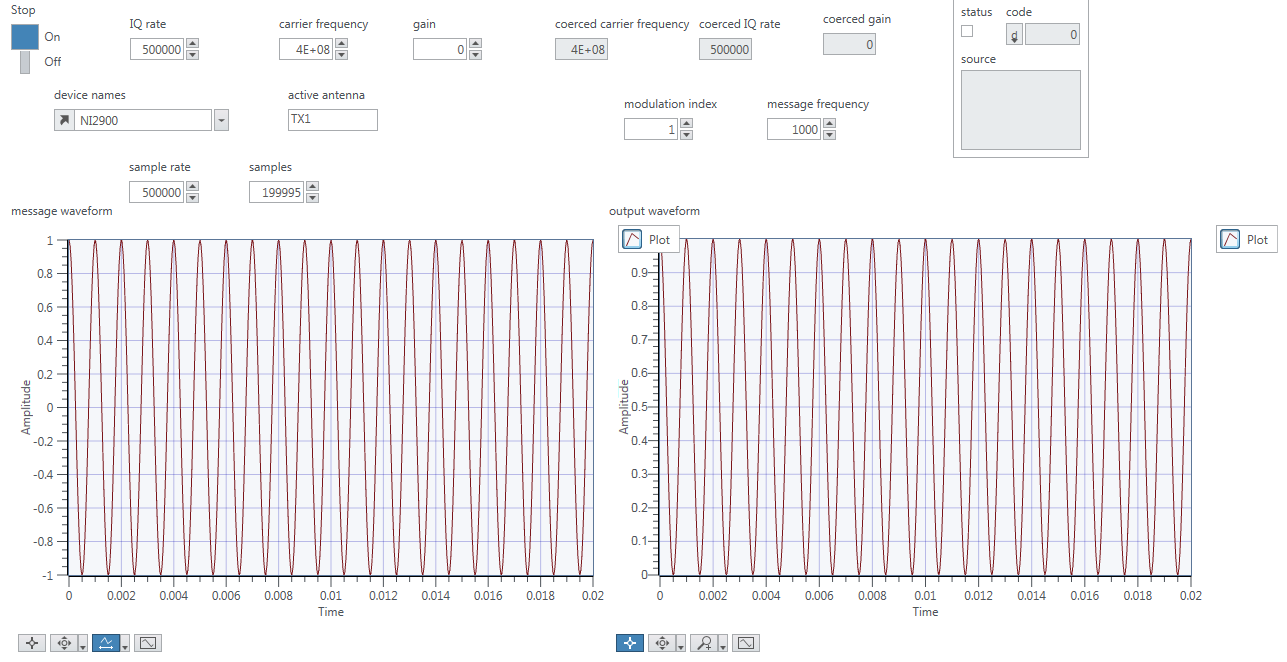 Stop
On
Off
IQ rate
500000
carrier frequency
4E+08
gain
0
coerced carrier frequency
4E+08
coerced IQ rate
500000
coerced gain
0
status
code
d
0
source
device names
NI2900
active antenna
TX1
modulation index
1
message frequency
1000
sample rate
500000
samples
199995
message waveform
Plot
1
0.8
0.6
0.4
0.2
0
-0.2
-0.4
-0.6
-0.8
-1
Amplitude
0 0.002 0.004 0.006 0.008 0.01 0.012 0.014 0.016 0.018 0.02
Time
output waveform
Plot
0.9
0.8
0.7
0.6
0.5
0.4
0.3
0.2
0.1
0
Amplitude
0 0.002 0.004 0.006 0.008 0.01 0.012 0.014 0.016 0.018 0.02
Time